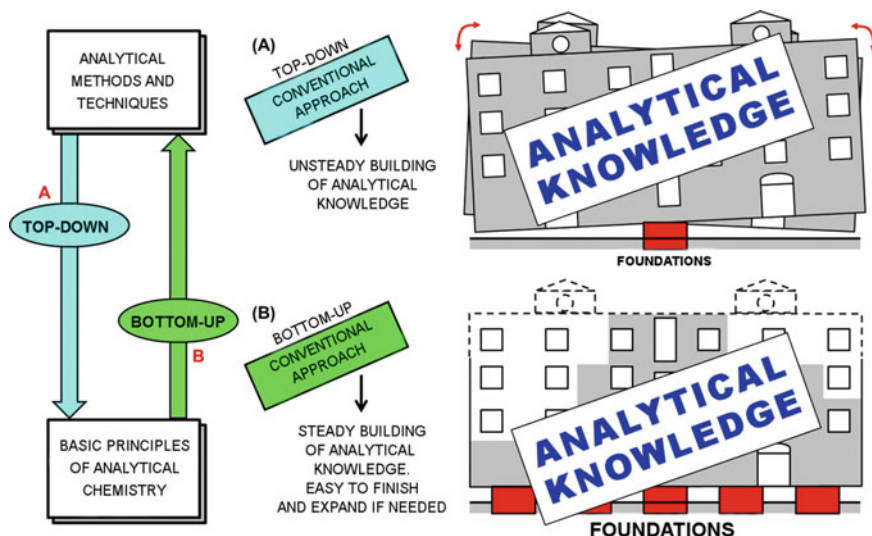 ANALYTICAL
METHODS AND
TECHNIQUES
A
TOP-DOWN
BOTTOM-UP
B
BASIC PRINCIPLES
OF ANALYTICAL
CHEMISTRY
(A)
TOP-DOWN
CONVENTIONAL
APPROACH
UNSTEADY BUILDING
OF ANALYTICAL
KNOWLEDGE
ANALYTICAL
KNOWLEDGE
FOUNDATIONS
(B)
BOTTOM-UP
CONVENTIONAL
APPROACH
STEADY BUILDING
OF ANALYTICAL
KNOWLEDGE.
EASY TO FINISH
AND EXPAND IF NEEDED
ANALYTICAL
KNOWLEDGE
FOUNDATIONS